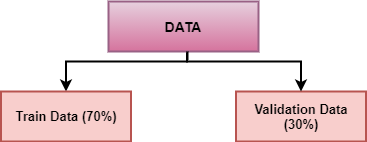 DATA
Train Data (70%)
Validation Data
(30%)